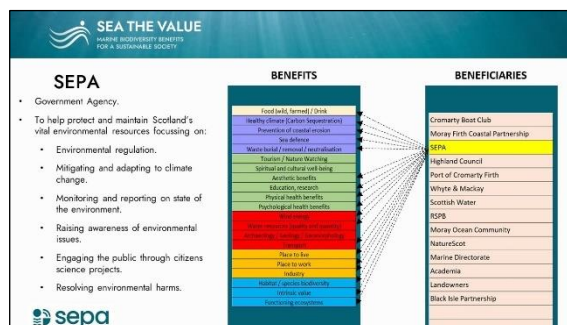 SEA THE VALUE
MARINE BIODIVERSITY BENEFITS
FOR A SUSTAINABLE SOCIETY
SEPA
• Government Agency.
• To help protect and maintain Scotland's
vital environmental resources focussing on:
• Environmental regulation.
• Mitigating and adapting to climate
change.
• Monitoring and reporting on state of
the environment.
• Raising awareness of environmental
issues.
• Engaging the public through citizens
science projects.
• Resolving environmental harms.
sepa
BENEFITS
Food (wild, farmed) / Drink
Healthy climate (Carbon Sequestration)
Prevention of coastal erosion
Sea defence
Waste burial / removal / neutralisation
Tourism / Nature Watching
Spiritual and cultural well-being
Aesthetic benefits
Education, research
Physical health benefits
Psychological health benefits
Place to live
Place to work
Industry
Habitat / species biodiversity
Intrinsic value
Functioning ecosystems
BENEFICIARIES
Cromarty Boat Club
Moray Firth Coastal Partnership
SEPA
Highland Council
Port of Cromarty Firth
Whyte & Mackay
Scottish Water
RSPB
Moray Ocean Community
NatureScot
Marine Directorate
Academia
Landowners
Black Isle Partnership